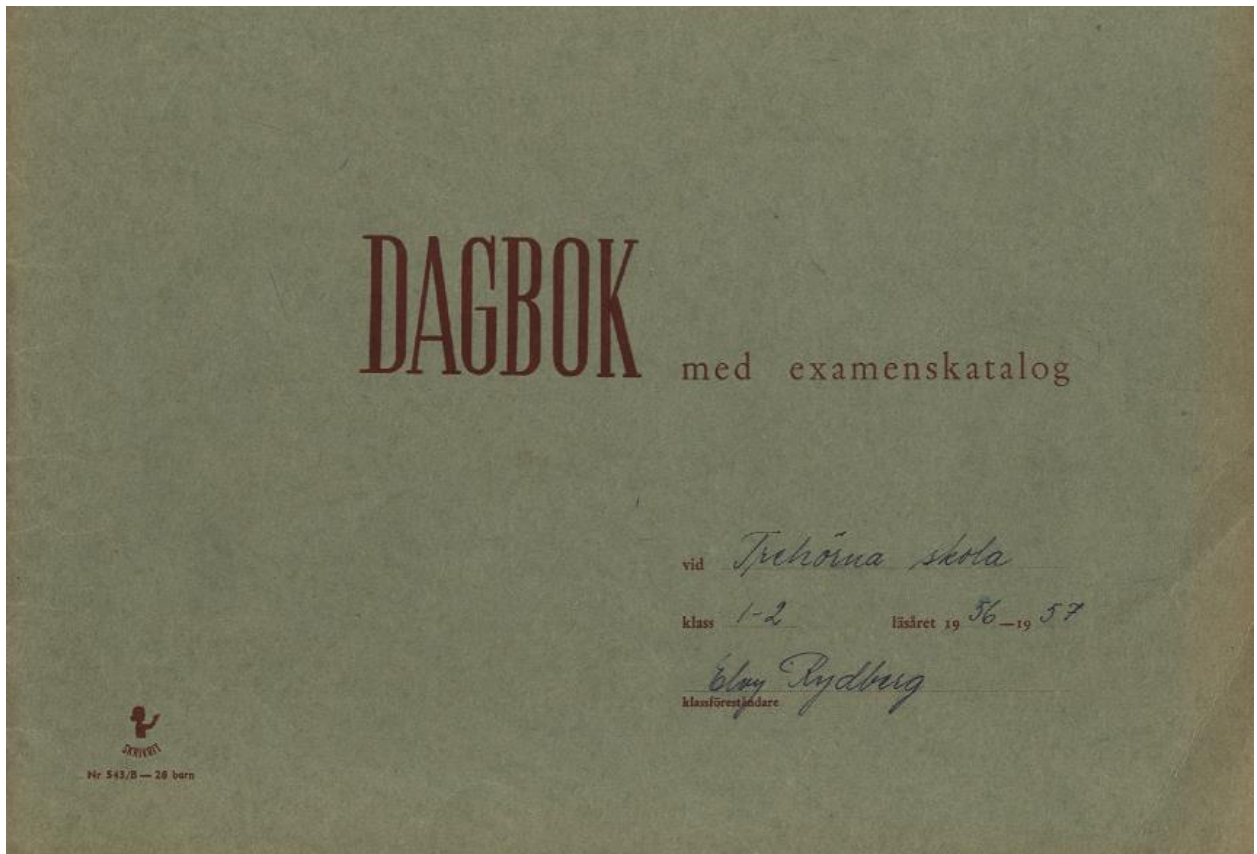 DAGBOK med examenskatalog
vid Trehörna skola
klass 1-2 läsåret 1956—1957
Elvy Rydberg
klassföreståndare
SKRIVRIT
Nr 543/B — 28 barn